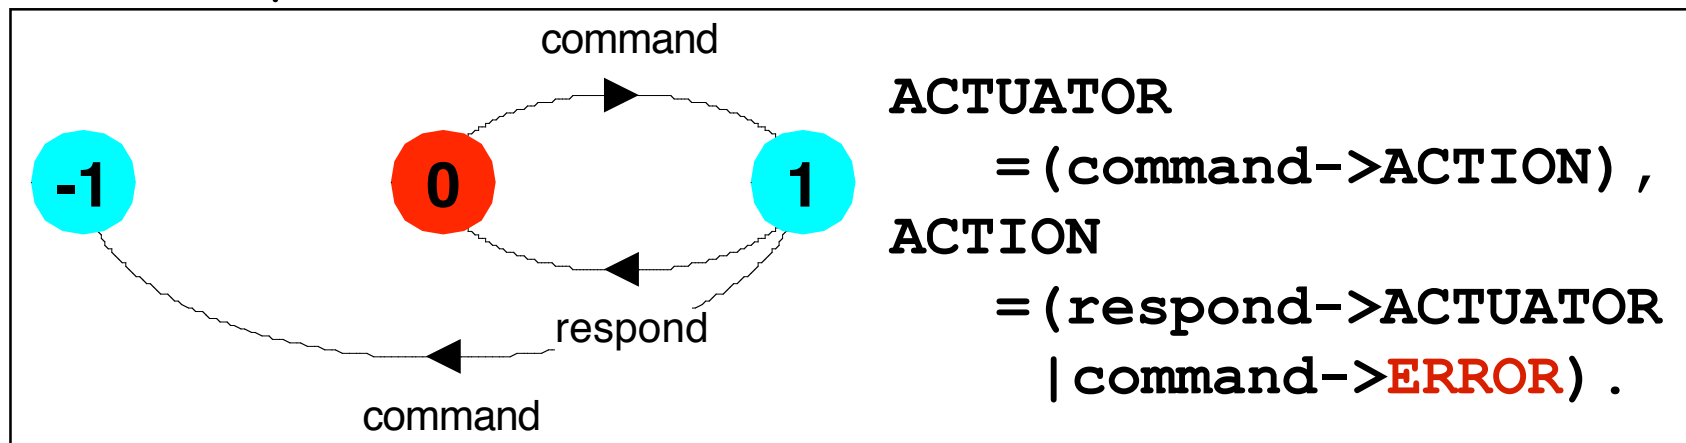 command
-1
0
1
respond
command
ACTUATOR
=(command->ACTION),
ACTION
=(respond->ACTUATOR
|command->ERROR).